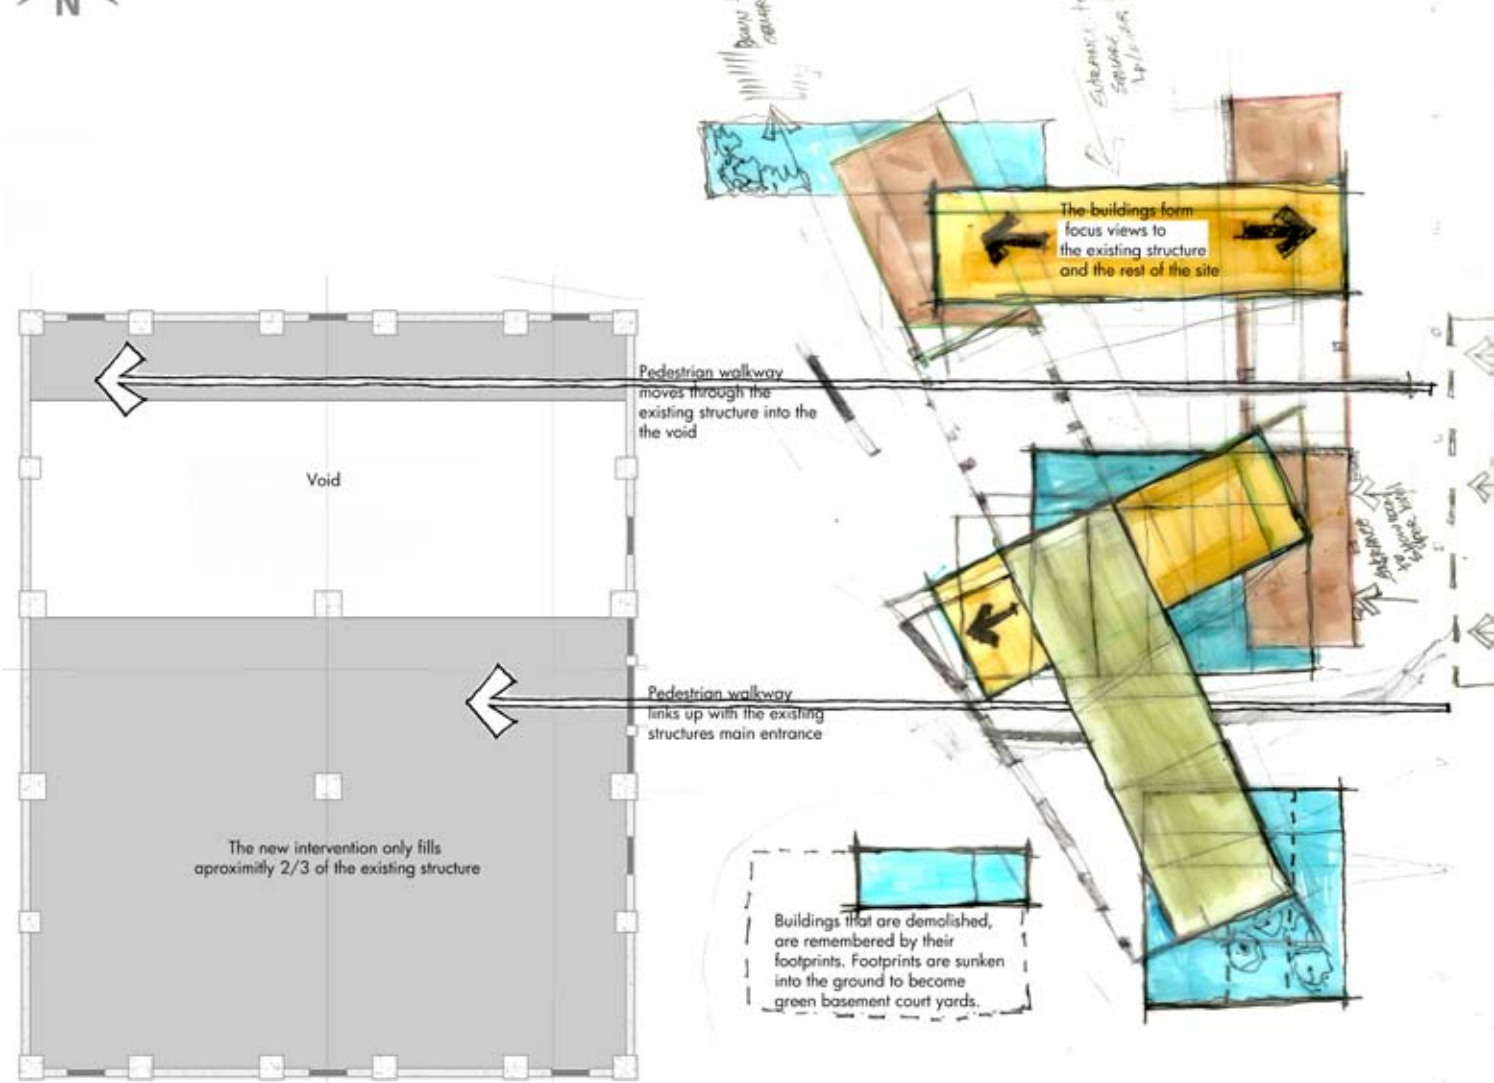 N
The buildings form
focus views to
the existing structure
and the rest of the site
Pedestrian walkway
moves through the
existing structure into the
the void
Void
Pedestrian walkway
links up with the existing
structures main entrance
The new intervention only fills
aproximitly 2/3 of the existing structure
Buildings that are demolished,
are remembered by their
footprints. Footprints are sunken
into the ground to become
green basement court yards.